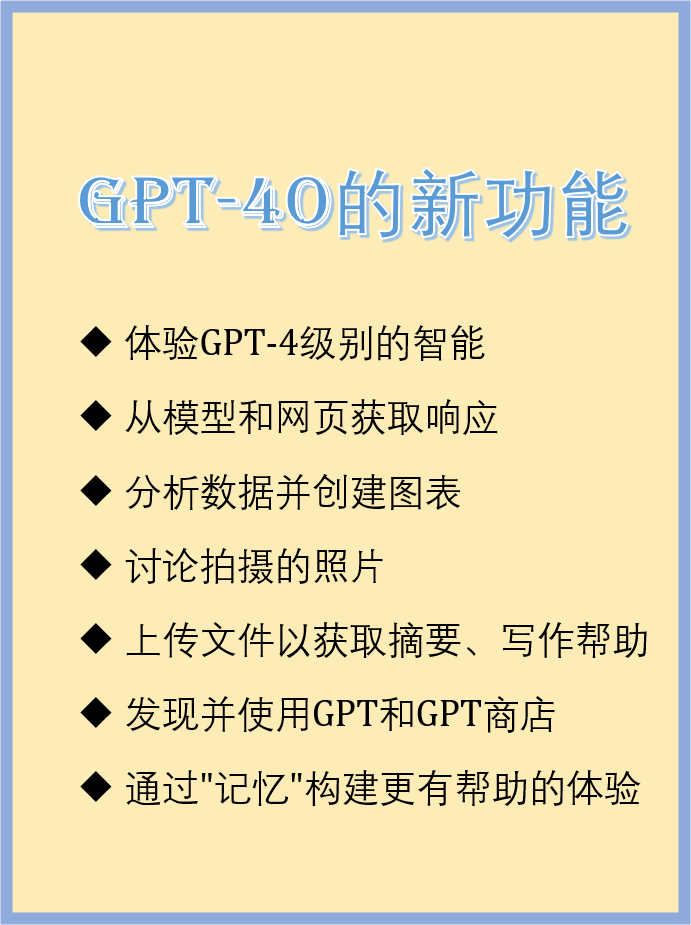 GPT-4O的新功能
◆ 体验GPT-4级别的智能
◆ 从模型和网页获取响应
◆ 分析数据并创建图表
◆ 讨论拍摄的照片
◆ 上传文件以获取摘要、写作帮助
◆ 发现并使用GPT和GPT商店
◆ 通过"记忆"构建更有帮助的体验